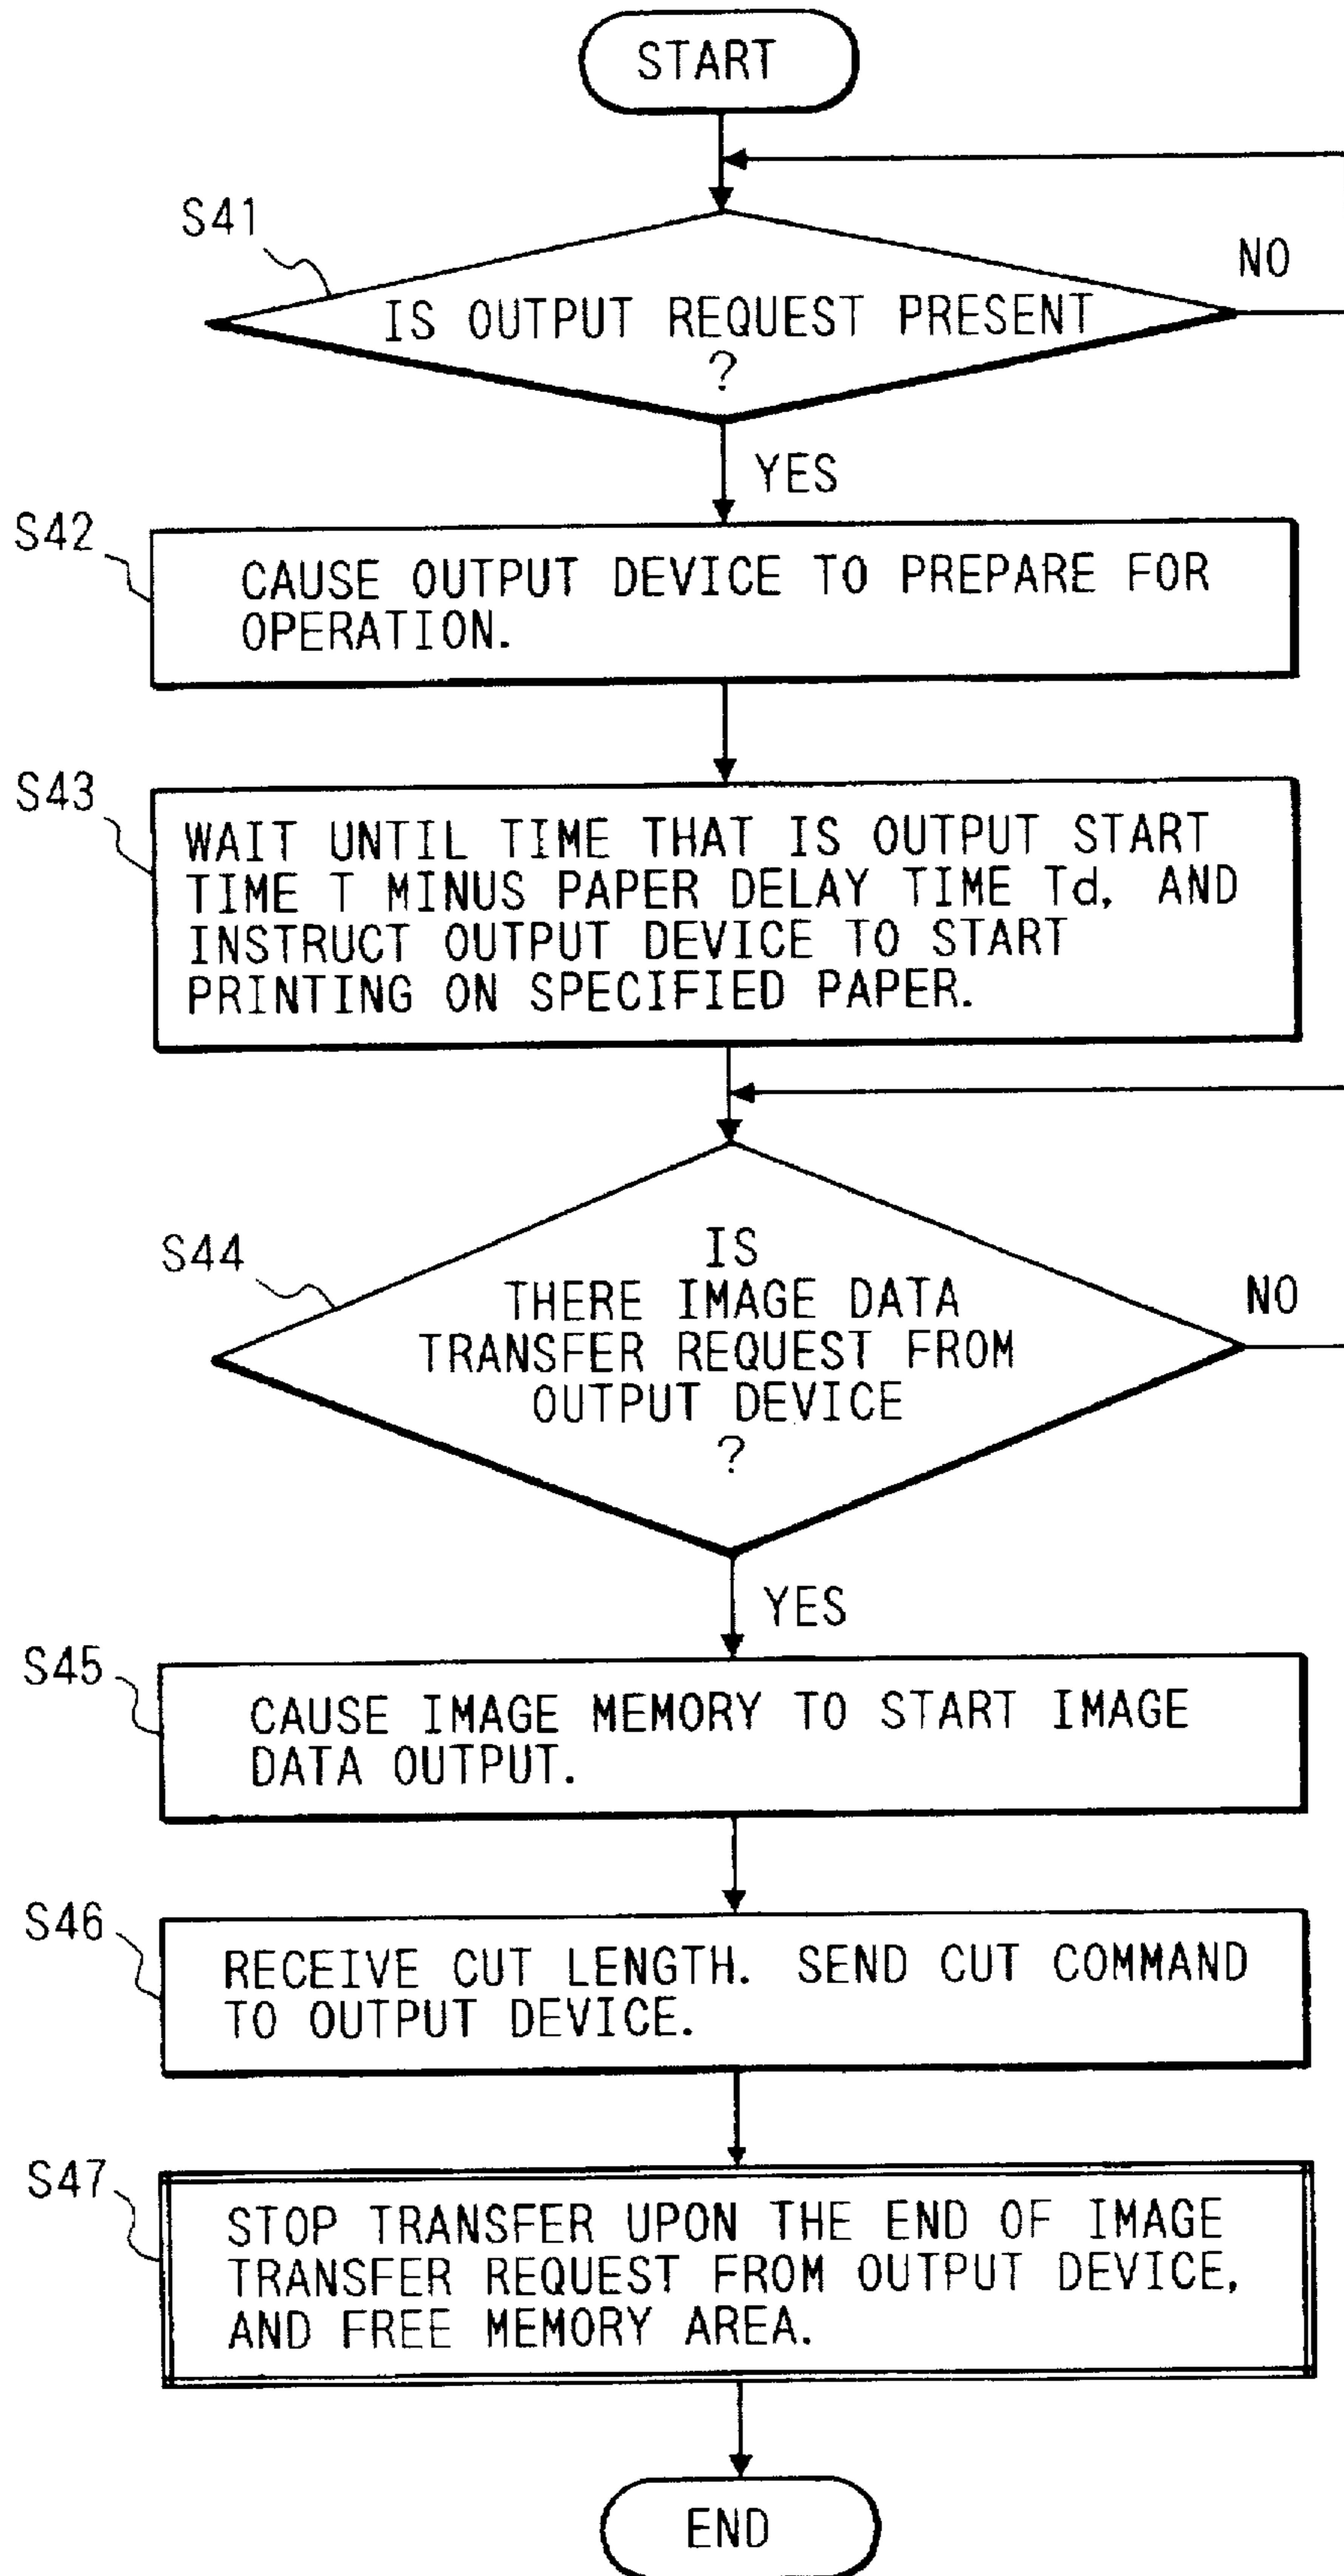 START
S41
NO
IS OUTPUT REQUEST PRESENT
?
YES
S42
CAUSE OUTPUT DEVICE TO PREPARE FOR
OPERATION.
S43
WAIT UNTIL TIME THAT IS OUTPUT START
TIME T MINUS PAPER DELAY TIME Td, AND
INSTRUCT OUTPUT DEVICE TO START
PRINTING ON SPECIFIED PAPER.
S44
IS
THERE IMAGE DATA
TRANSFER REQUEST FROM
OUTPUT DEVICE
?
NO
YES
S45
CAUSE IMAGE MEMORY TO START IMAGE
DATA OUTPUT.
S46
RECEIVE CUT LENGTH. SEND CUT COMMAND
TO OUTPUT DEVICE.
S47
STOP TRANSFER UPON THE END OF IMAGE
TRANSFER REQUEST FROM OUTPUT DEVICE,
AND FREE MEMORY AREA.
END